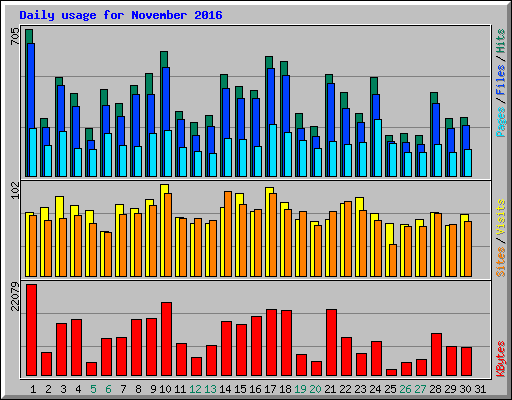 Daily usage for November 2016
705
Pages / Files / Hits
102
Sites / Visits
22079
KBytes
1 2 3 4 5 6 7 8 9 10 11 12 13 14 15 16 17 18 19 20 21 22 23 24 25 26 27 28 29 30 31